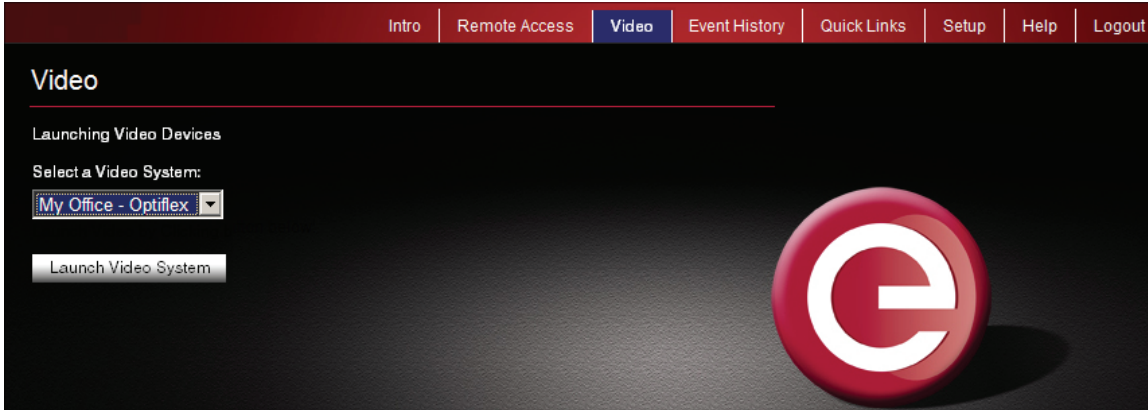 Intro Remote Access Video Event History Quick Links Setup Help Logout
Video
Launching Video Devices
Select a Video System:
My Office - Optiflex
Launch Video System
e